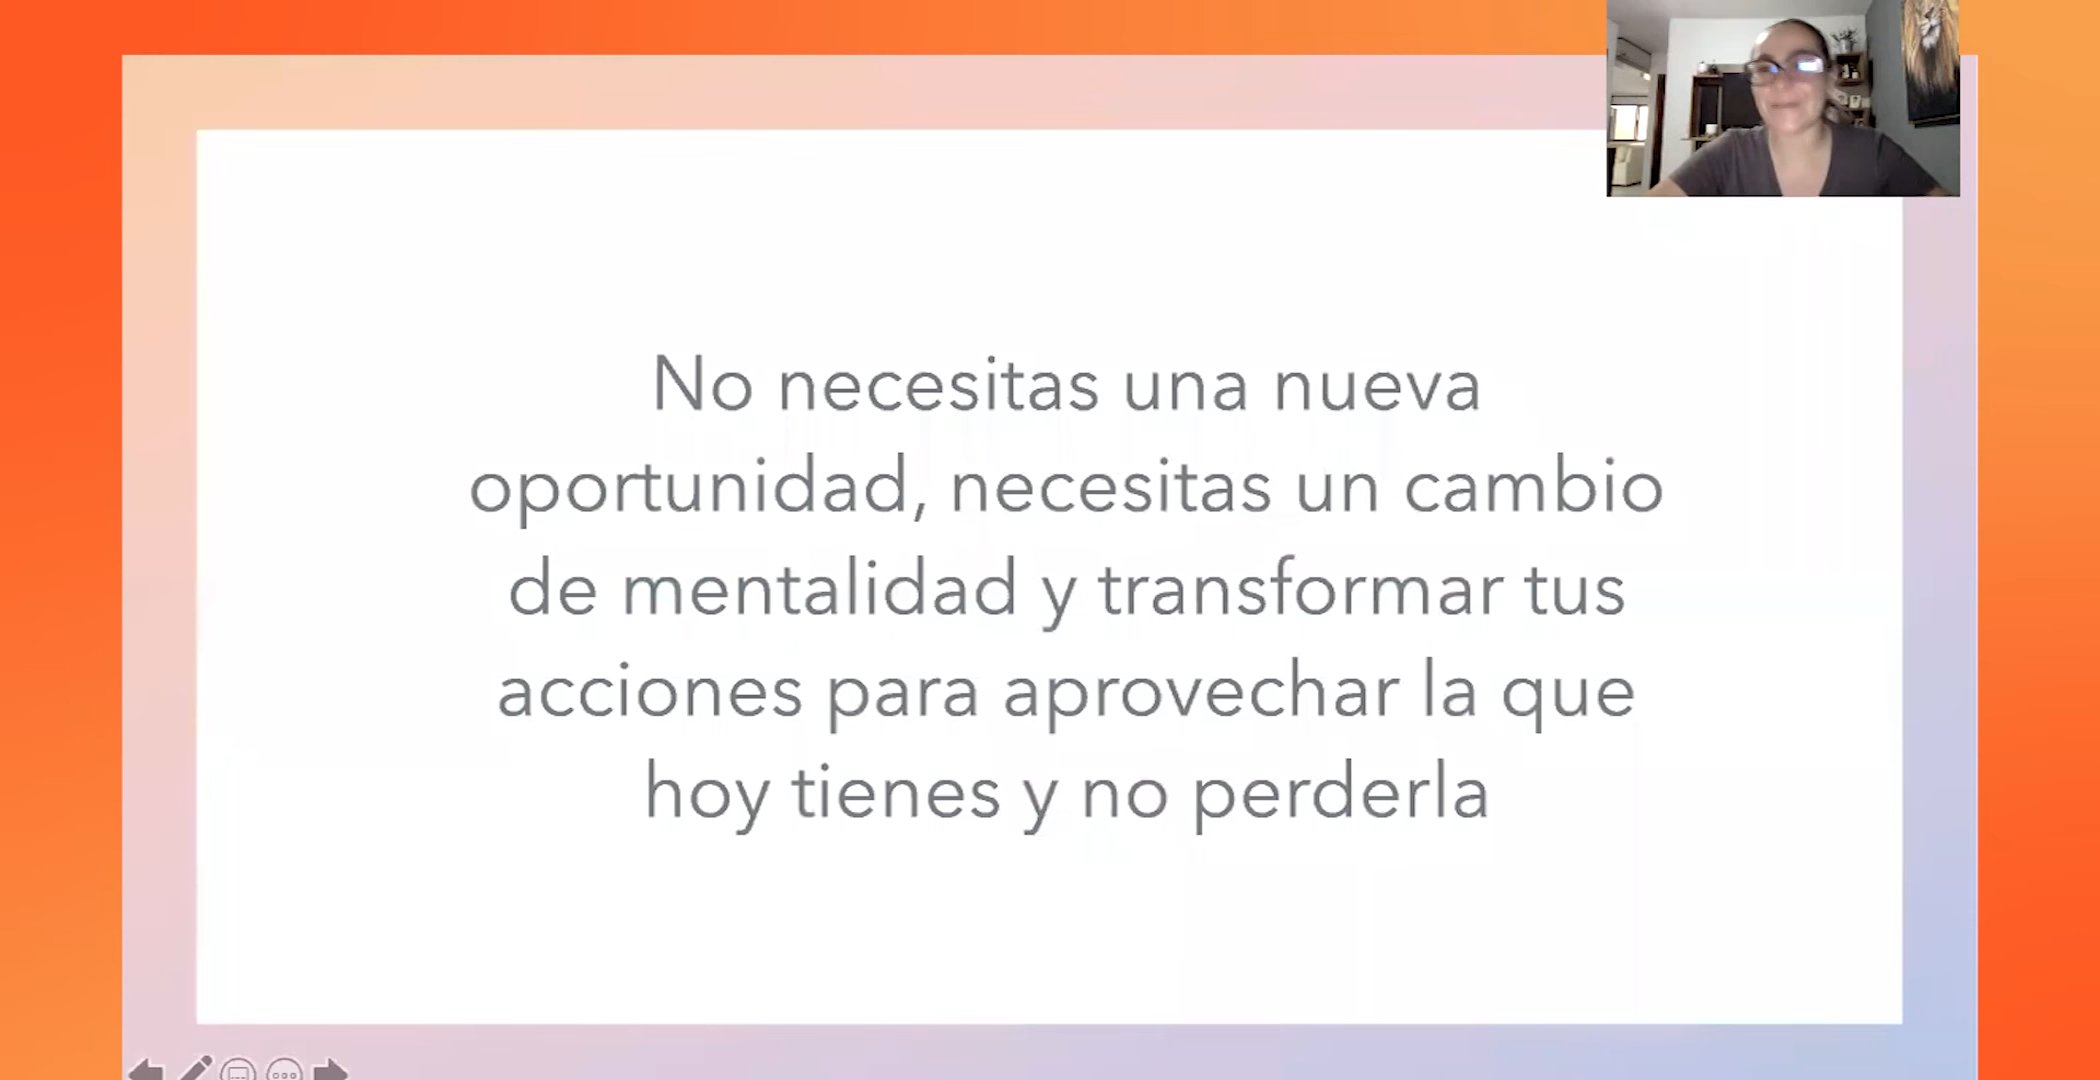 No necesitas una nueva
oportunidad, necesitas un cambio
de mentalidad y transformar tus
acciones para aprovechar la que
hoy tienes y no perderla